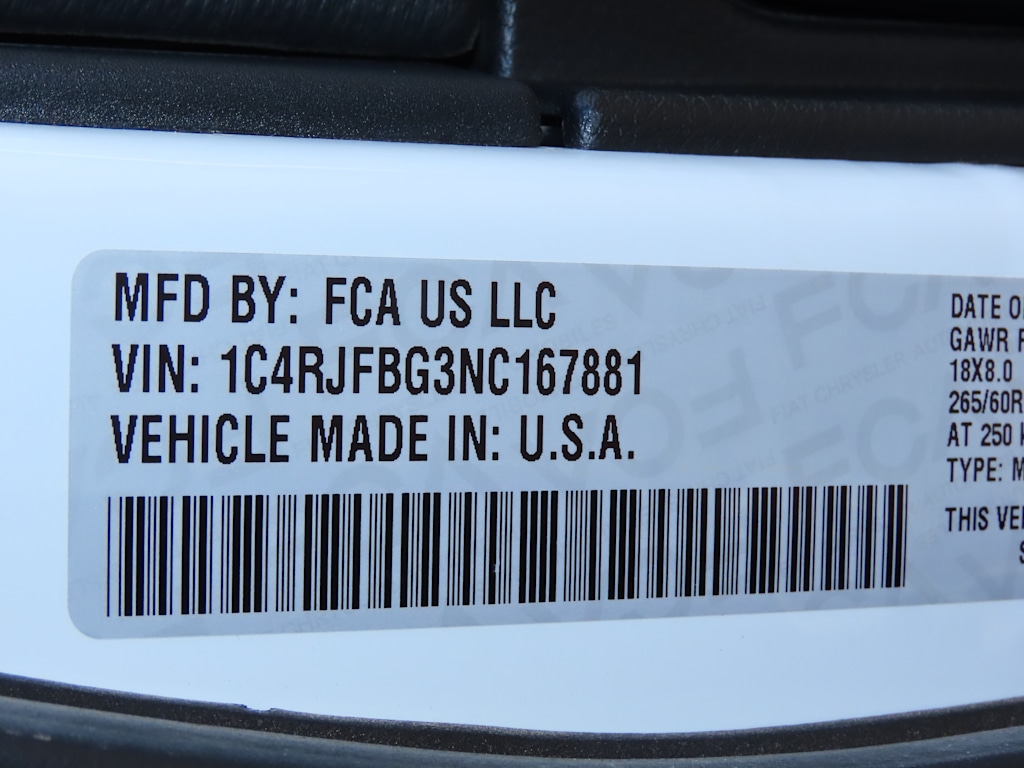 MFD BY: FCA US LLC
VIN: 1C4RJFBG3NC167881
VEHICLE MADE IN: U.S.A.
DATE O
GAWR
18X8.0
265/60R
AT 250
TYPE: M
THIS VE